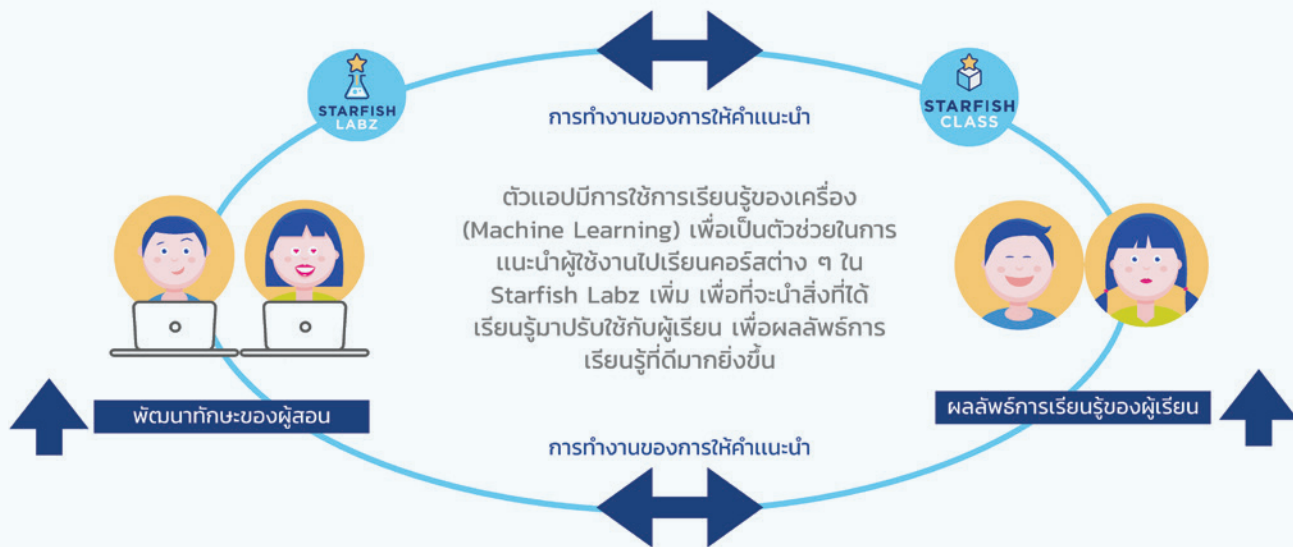 STARFISH
LABZ
STARFISH
CLASS
การทำงานของการให้คำแนะนำ
ตัวแอปมีการใช้การเรียนรู้ของเครื่อง
(Machine Learning) เพื่อเป็นตัวช่วยในการ
แนะนำผู้ใช้งานไปเรียนคอร์สต่าง ๆ ใน
Starfish Labz เพิ่ม เพื่อที่จะนำสิ่งที่ได้
เรียนรู้มาปรับใช้กับผู้เรียน เพื่อผลลัพธ์การ
เรียนรู้ที่ดีมากยิ่งขึ้น
พัฒนาทักษะของผู้สอน
ผลลัพธ์การเรียนรู้ของผู้เรียน
การทำงานของการให้คำแนะนำ